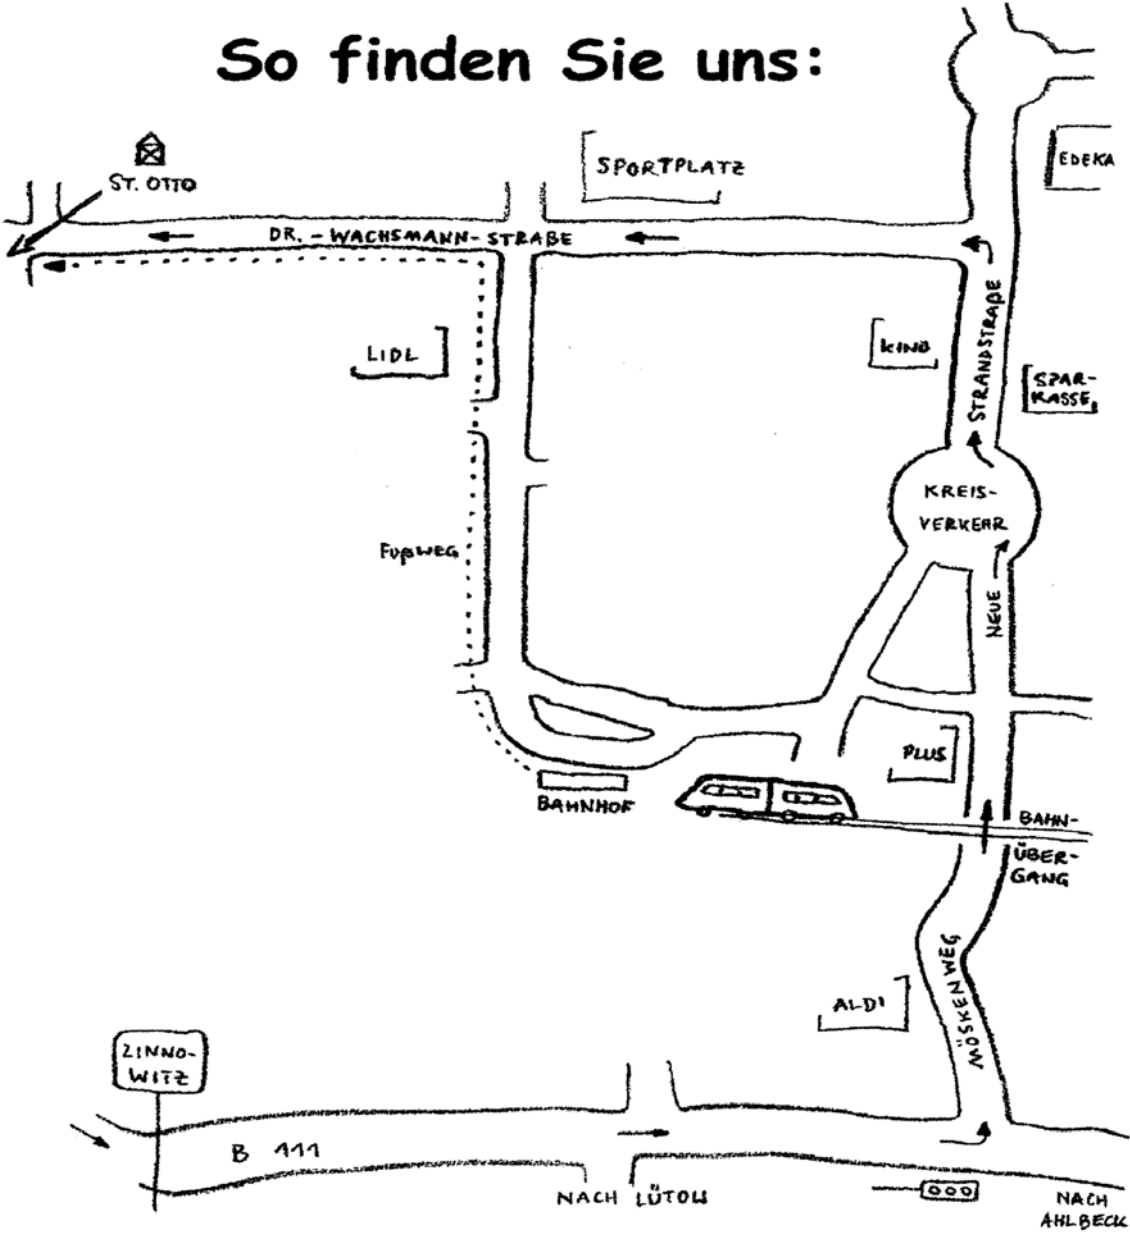 So finden Sie uns:
SPORTPLATZ
EDEKA
ST. OTTO
DR. - WACHSMANN - STRAßE
LIDL
KINO
STRANDSTRAßE
SPAR-
KASSE
KREIS-
VERKEHR
FUßWEG
NEUE
PLUS
BAHNHOF
BAHN-
ÜBER-
GANG
MÖSKENWEG
ALDI
ZINNO-
WITZ
B 111
NACH LÜTOW
NACH
AHLBECK